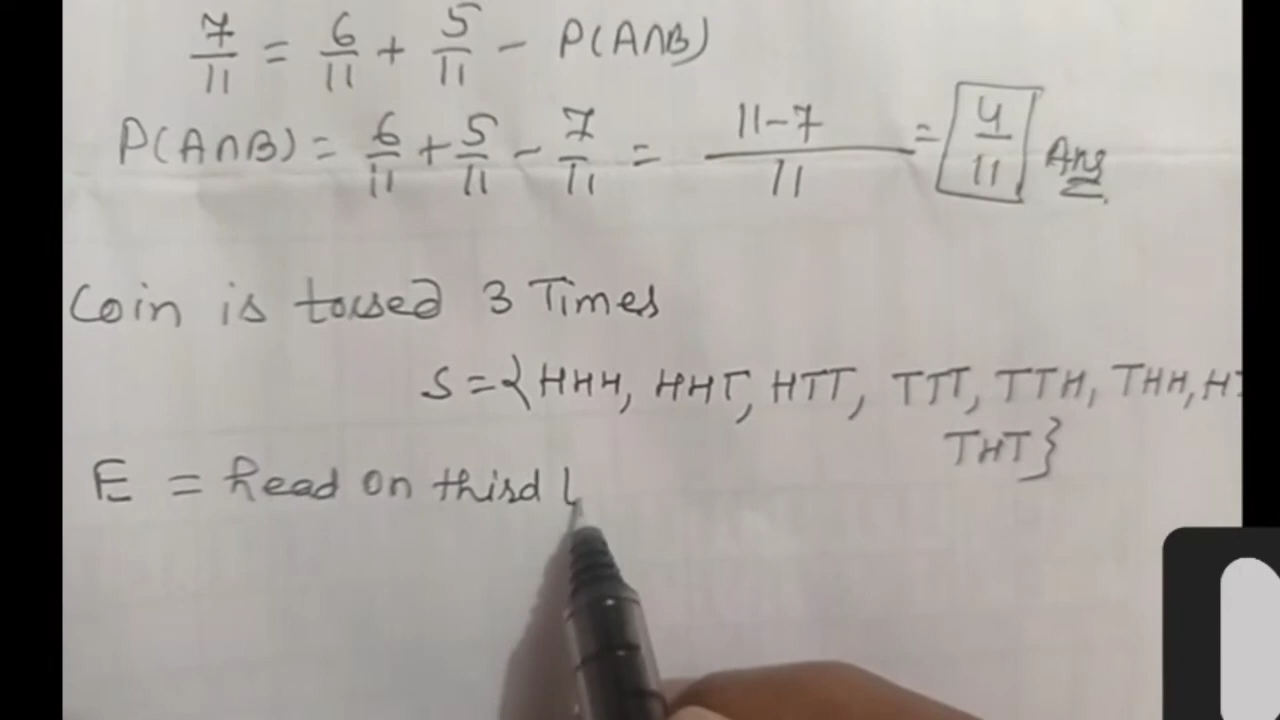 7/11 = 6/11 + 5/11 - P(A∩B)
P(A∩B) = 6/11 + 5/11 - 7/11 = 11-7/11 = 4/11 Ans
Coin is tossed 3 Times
S = {HHH, HHT, HTT, TTT, TTH, THH,
THT}
E = head on third